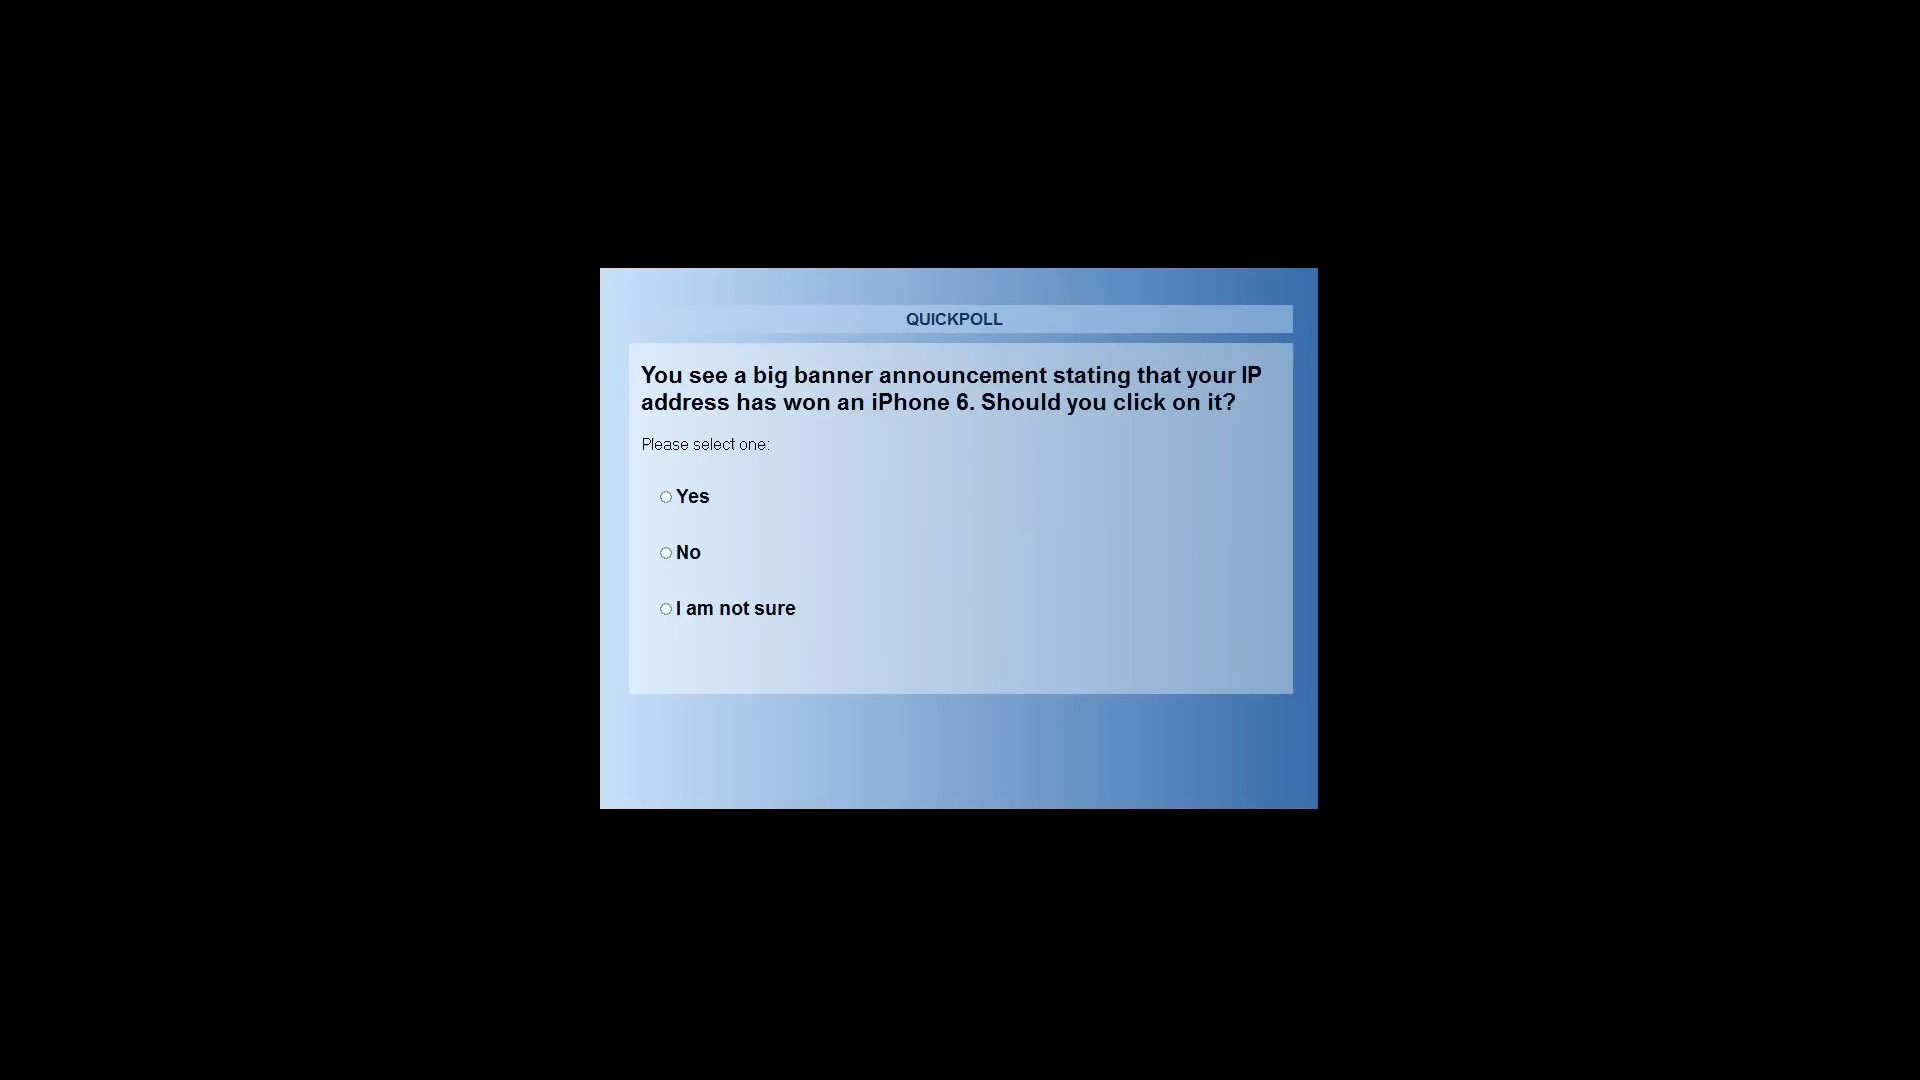 QUICKPOLL
You see a big banner announcement stating that your IP
address has won an iPhone 6. Should you click on it?
Please select one:
Yes
No
I am not sure